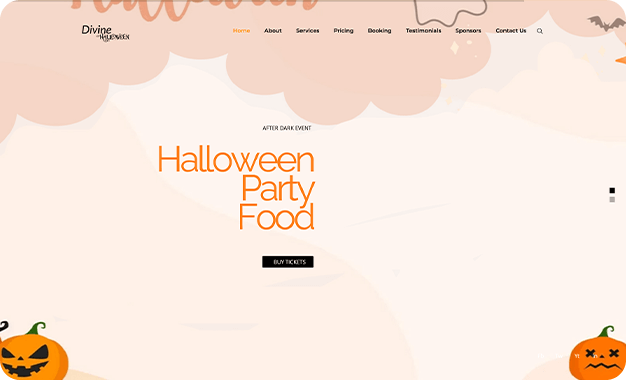 Halloween
Divine
HALLOWEEN
Home About Services Pricing Booking Testimonials Sponsors Contact Us
AFTER DARK EVENT
Halloween
Party
Food
BUY TICKETS